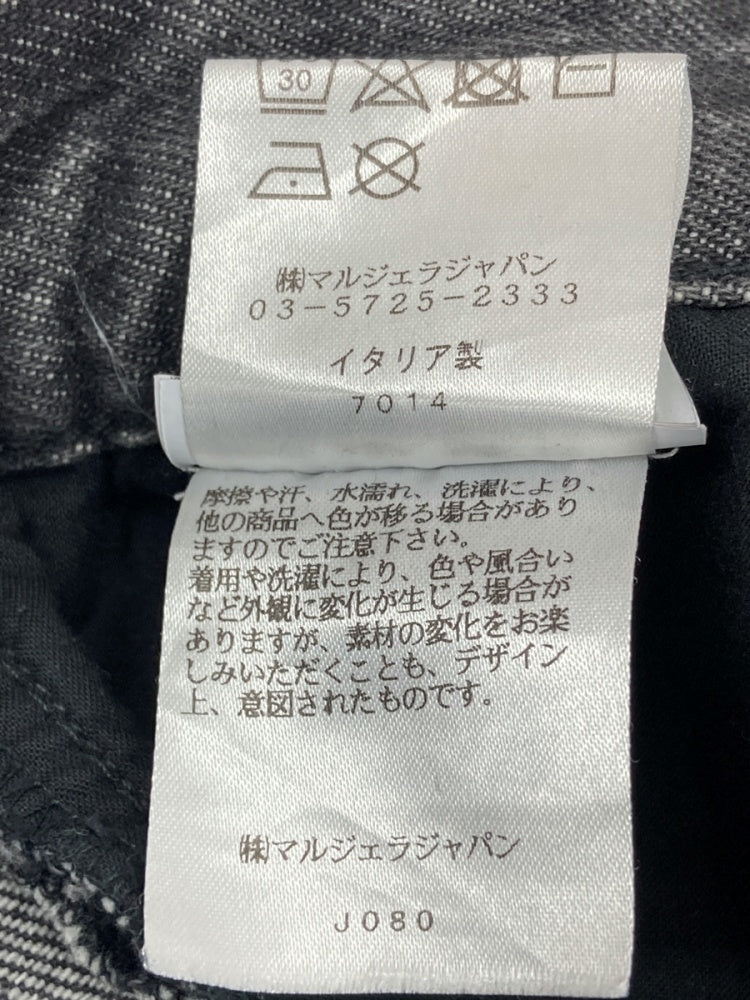 30
㈱マルジェラジャパン
03-5725-2333
イタリア製
7014
摩擦や汗、水濡れ、洗濯により、
他の商品へ色が移る場合があり
ますのでご注意下さい。
着用や洗濯により、色や風合い
など外観に変化が生じる場合が
ありますが、素材の変化をお楽
しみいただくことも、デザイン
上、意図されたものです。
㈱マルジェラジャパン
J080